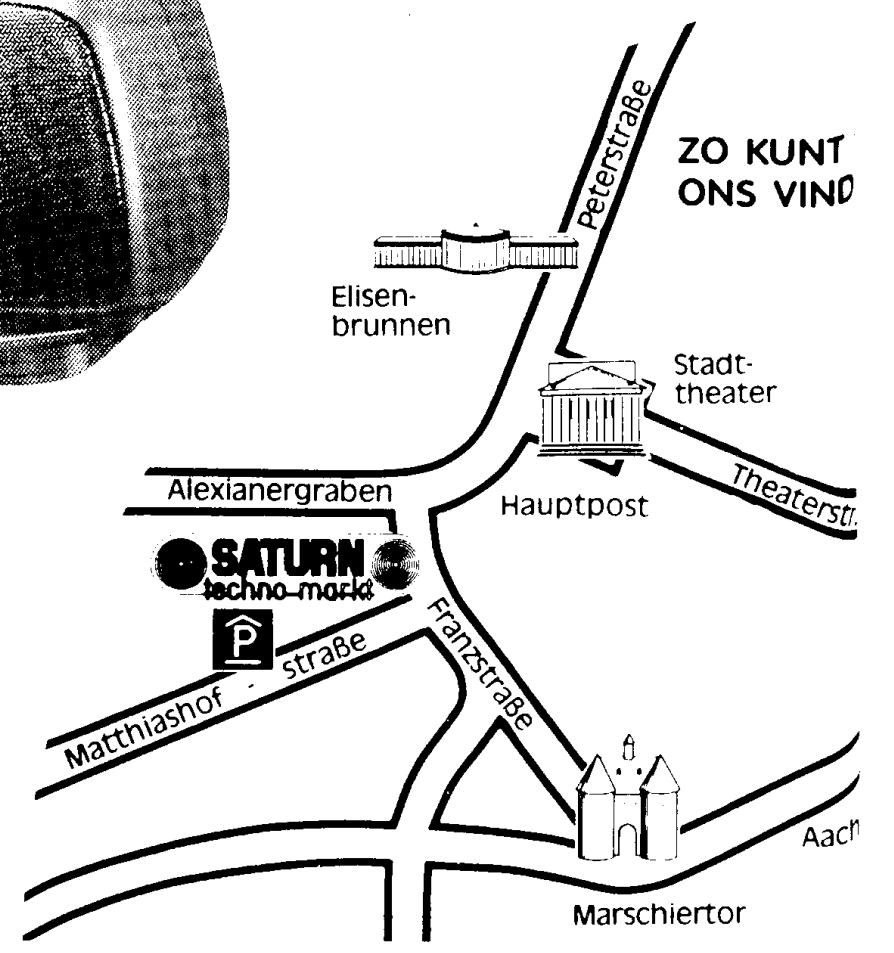 ZO KUNT
ONS VIND
Peterstraße
Elisen-
brunnen
Stadt-
theater
Theaterstr.
Hauptpost
Alexianergraben
SATURN
techno-markt
P
Franzstraße
Matthiashof - straße
Aach
Marschiertor